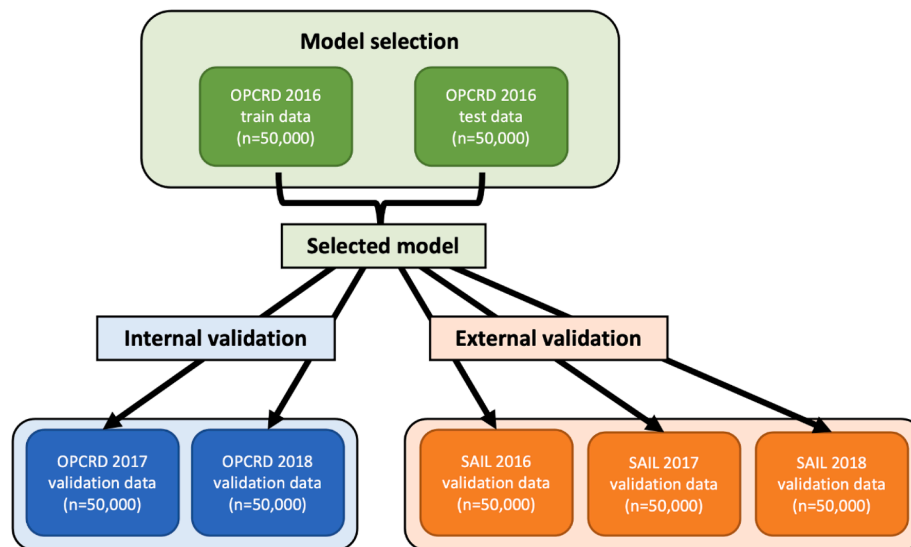 Model selection
OPCRD 2016
train data
(n=50,000)
OPCRD 2016
test data
(n=50,000)
Selected model
Internal validation
External validation
OPCRD 2017
validation data
(n=50,000)
OPCRD 2018
validation data
(n=50,000)
SAIL 2016
validation data
(n=50,000)
SAIL 2017
validation data
(n=50,000)
SAIL 2018
validation data
(n=50,000)